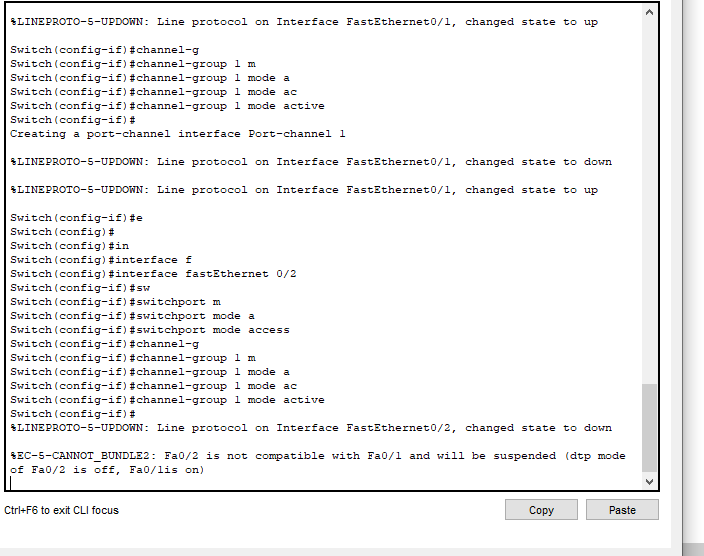 %LINEPROTO-5-UPDOWN: Line protocol on Interface FastEthernet0/1, changed state to up
Switch(config-if)#channel-g
Switch(config-if)#channel-group 1 m
Switch(config-if)#channel-group 1 mode a
Switch(config-if)#channel-group 1 mode ac
Switch(config-if)#channel-group 1 mode active
Switch(config-if)#
Creating a port-channel interface Port-channel 1
%LINEPROTO-5-UPDOWN: Line protocol on Interface FastEthernet0/1, changed state to down
%LINEPROTO-5-UPDOWN: Line protocol on Interface FastEthernet0/1, changed state to up
Switch(config-if)#e
Switch(config)#
Switch(config)#in
Switch(config)#interface f
Switch(config)#interface fastEthernet 0/2
Switch(config-if)#sw
Switch(config-if)#switchport m
Switch(config-if)#switchport mode a
Switch(config-if)#switchport mode access
Switch(config-if)#channel-g
Switch(config-if)#channel-group 1 m
Switch(config-if)#channel-group 1 mode a
Switch(config-if)#channel-group 1 mode ac
Switch(config-if)#channel-group 1 mode active
Switch(config-if)#
%LINEPROTO-5-UPDOWN: Line protocol on Interface FastEthernet0/2, changed state to down
%EC-5-CANNOT_BUNDLE2: Fa0/2 is not compatible with Fa0/1 and will be suspended (dtp mode
of Fa0/2 is off, Fa0/1is on)
Ctrl+F6 to exit CLI focus
Copy
Paste